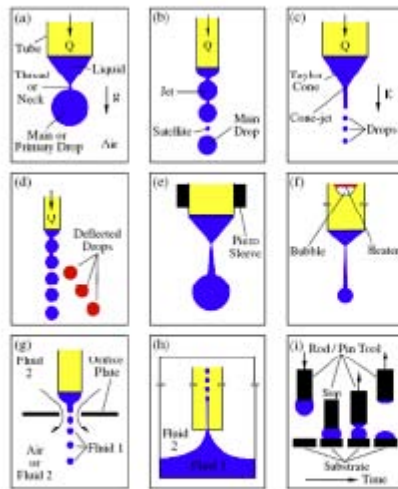 (a)
Q
Tube
Liquid
Thread
or
Neck
g
Main or
Primary Drop
Air
(b)
Q
Jet
Satellite
Main
Drop
(c)
Q
Taylor
Cone
E
Cone-jet
Drops
(d)
Q
Deflected
Drops
(e)
Piezo
Sleeve
(f)
Bubble
Heater
(g)
Fluid
2
Orifice
Plate
Air
or
Fluid 2
Fluid 1
(h)
Fluid
2
Fluid 1
(i)
Rod / Pin Tool
Substrate
Time